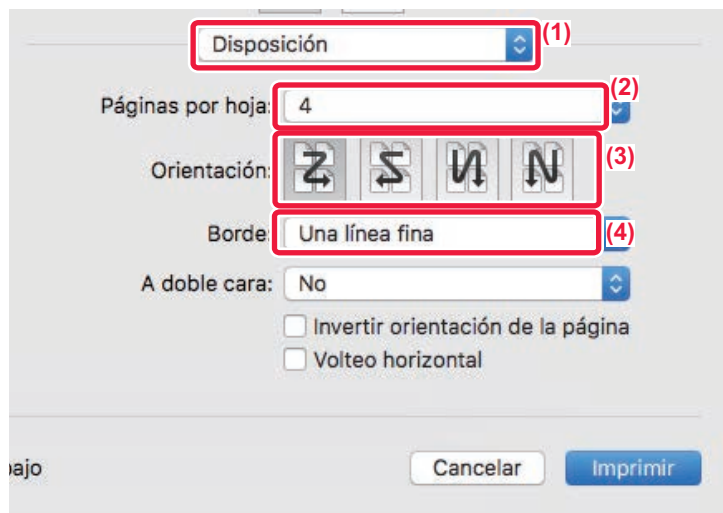 Disposición (1)
Páginas por hoja: 4 (2)
Orientación: (3)
Borde Una línea fina (4)
A doble cara: No
Invertir orientación de la página
Volteo horizontal
Cancelar Imprimir